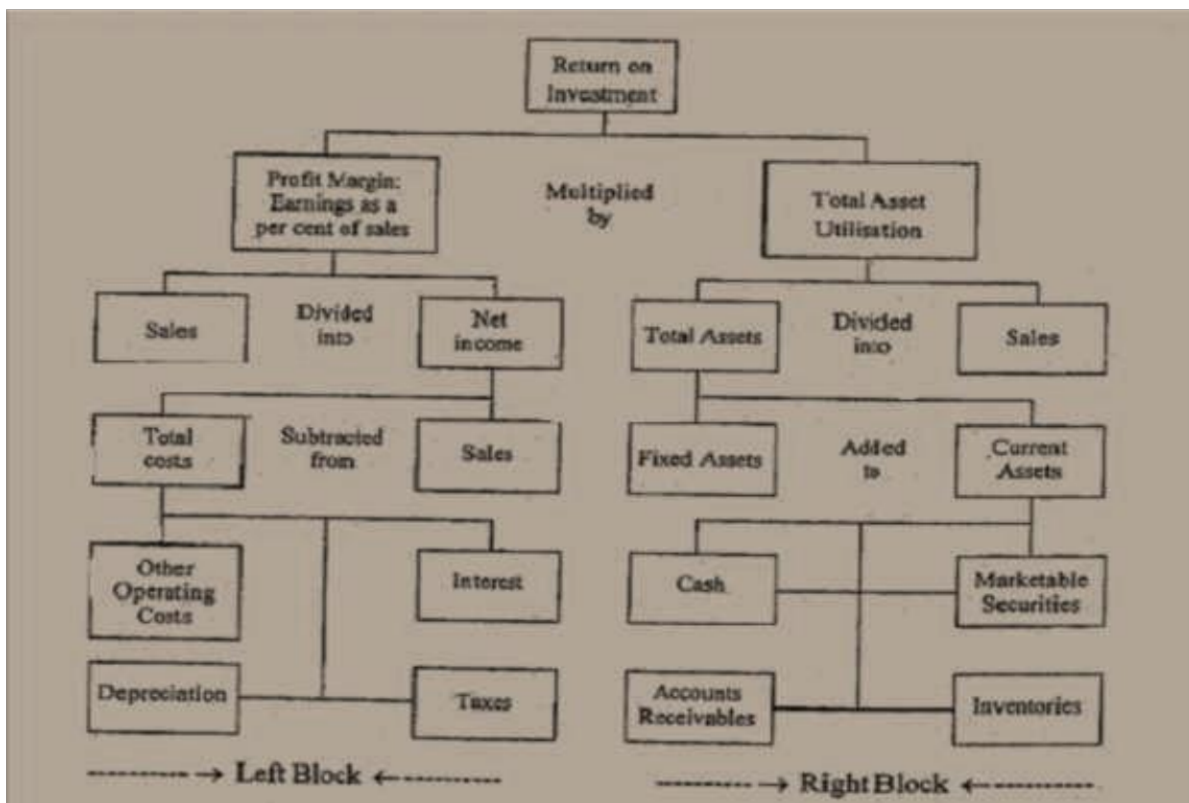 Return on
Investment
Profit Margin:
Earnings as a
per cent of sales
Multiplied
by
Total Asset
Utilisation
Sales
Divided
into
Net
income
Total Assets
Divided
into
Sales
Total
costs
Subtracted
from
Sales
Fixed Assets
Added
to
Current
Assets
Other
Operating
Costs
Interest
Cash
Marketable
Securities
Depreciation
Taxes
Accounts
Receivables
Inventories
Left Block
Right Block